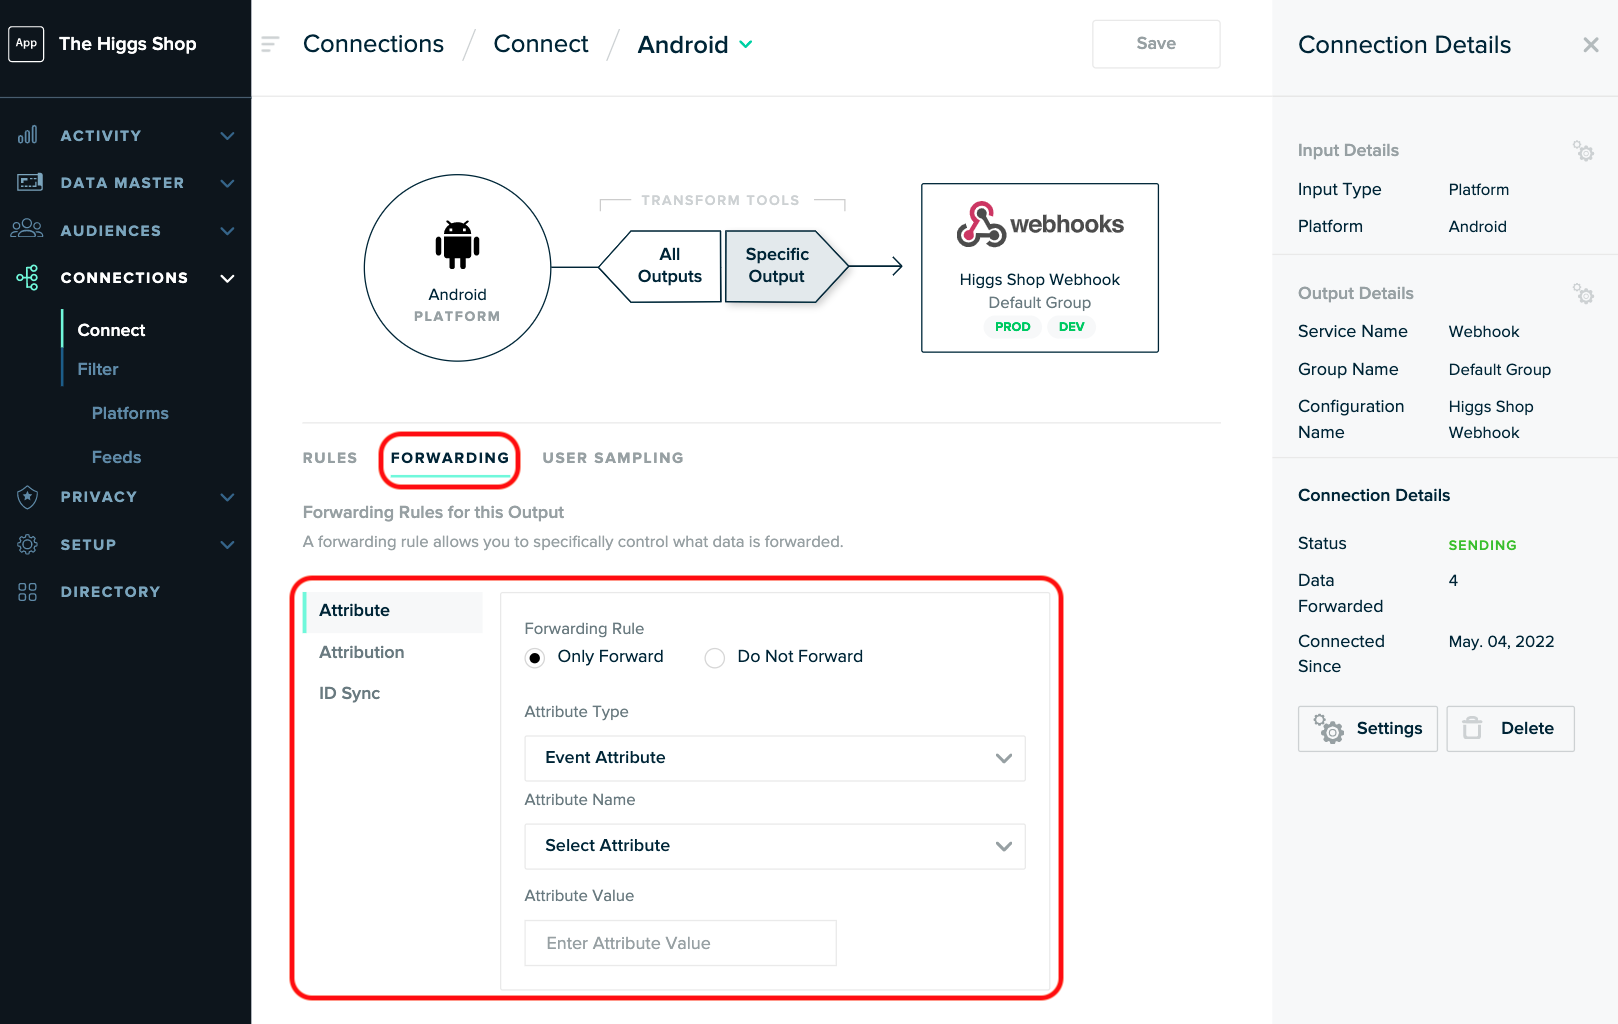 App The Higgs Shop
ACTIVITY
DATA MASTER
AUDIENCES
CONNECTIONS
Connect
Filter
Platforms
Feeds
PRIVACY
SETUP
DIRECTORY
Connections / Connect / Android
Save
Android
PLATFORM
TRANSFORM TOOLS
All
Outputs
Specific
Output
webhooks
Higgs Shop Webhook
Default Group
PROD DEV
RULES FORWARDING USER SAMPLING
Forwarding Rules for this Output
A forwarding rule allows you to specifically control what data is forwarded.
Attribute
Attribution
ID Sync
Forwarding Rule
Only Forward Do Not Forward
Attribute Type
Event Attribute
Attribute Name
Select Attribute
Attribute Value
Enter Attribute Value
Connection Details
Input Details
Input Type Platform
Platform Android
Output Details
Service Name Webhook
Group Name Default Group
Configuration Higgs Shop
Name Webhook
Connection Details
Status SENDING
Data 4
Forwarded
Connected May. 04, 2022
Since
Settings Delete